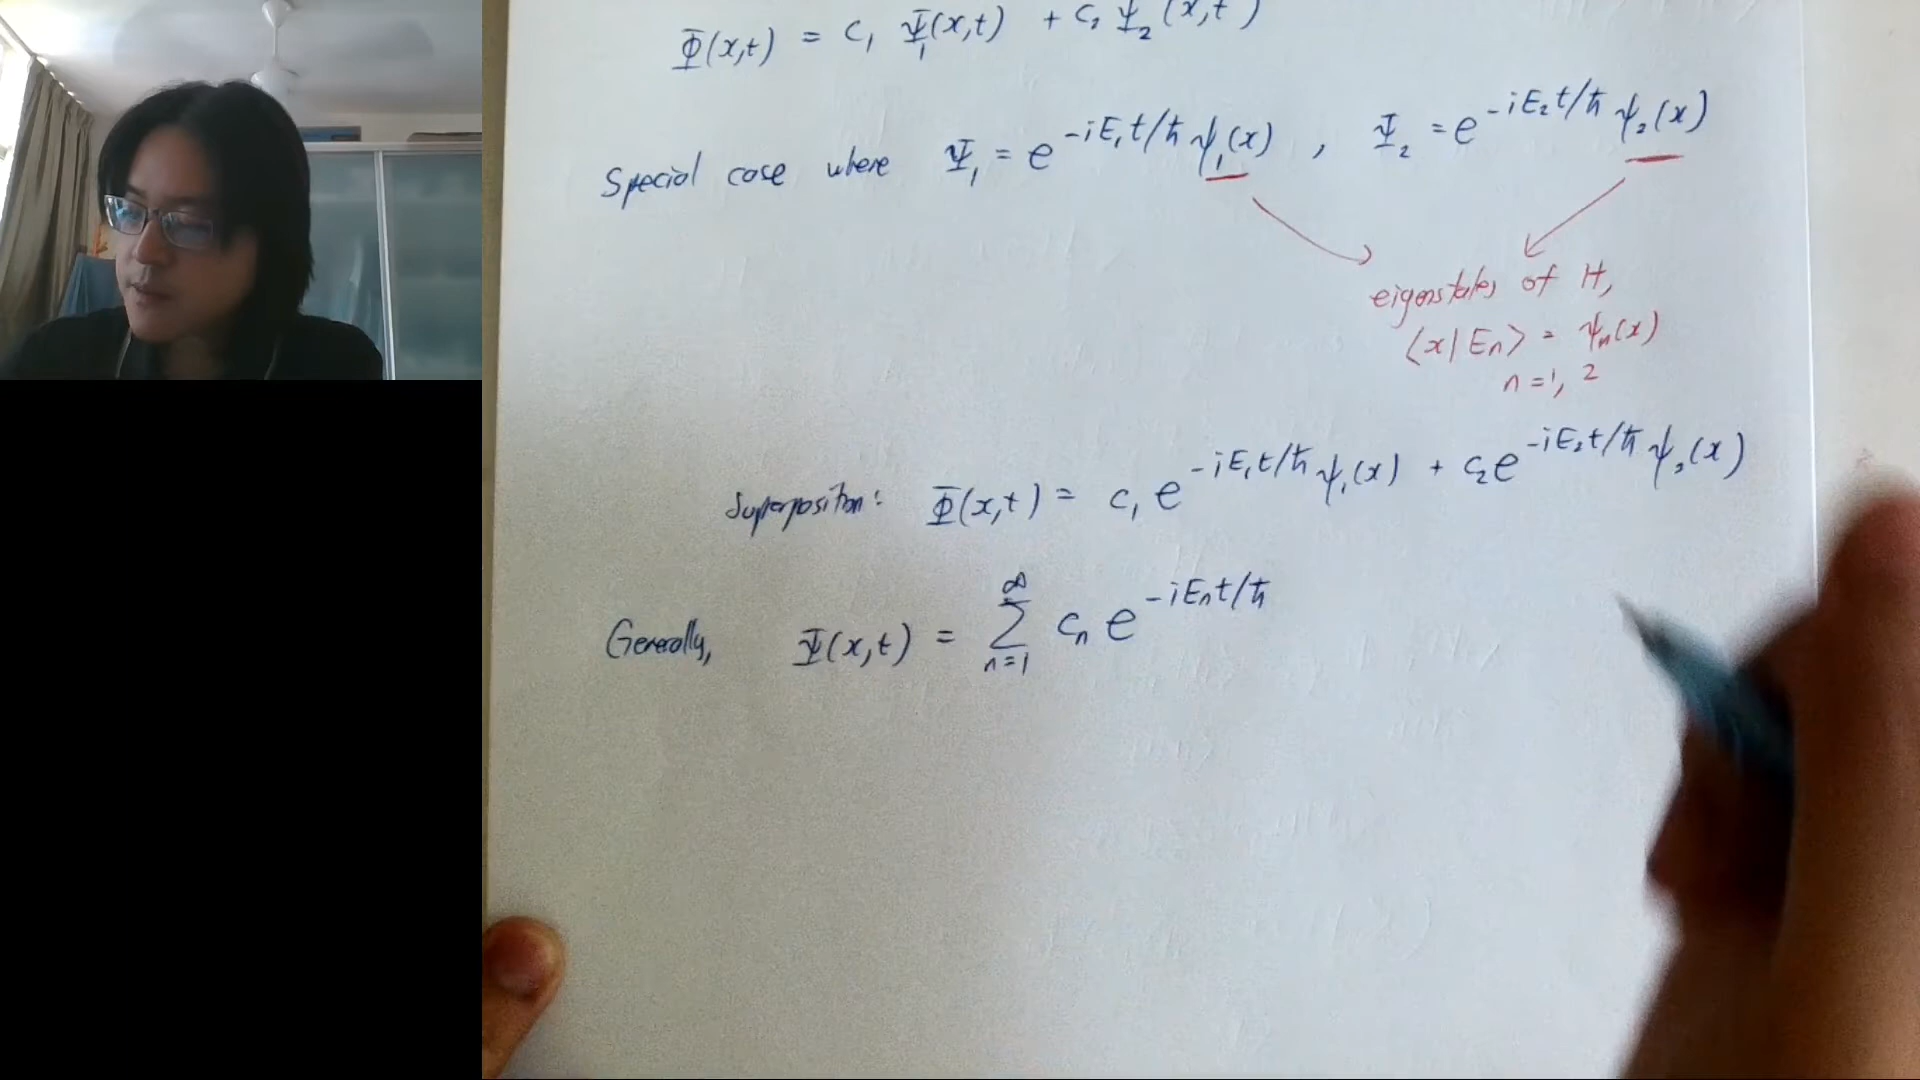 Φ(x,t) = c₁ Ψ₁(x,t) + c₂ Ψ₂(x,t)
Special case where Ψ₁ = e^{-iE₁t/ħ} ψ₁(x) , Ψ₂ = e^{-iE₂t/ħ} ψ₂(x)
eigenstates of H,
⟨x|Eₙ⟩ = ψₙ(x)
n=1, 2
Superposition: Φ(x,t) = c₁ e^{-iE₁t/ħ} ψ₁(x) + c₂ e^{-iE₂t/ħ} ψ₂(x)
Generally, Ψ(x,t) = ∑_{n=1}^{∞} cₙ e^{-iEₙt/ħ}